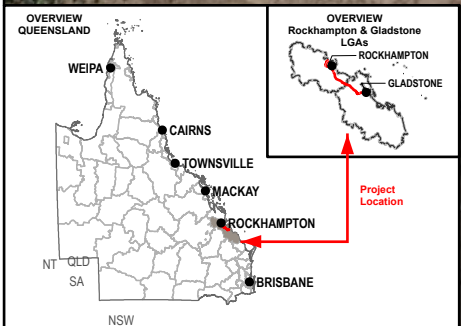 OVERVIEW
QUEENSLAND
WEIPA
CAIRNS
TOWNSVILLE
MACKAY
ROCKHAMPTON
BRISBANE
NT
QLD
SA
NSW
OVERVIEW
Rockhampton & Gladstone
LGAs
ROCKHAMPTON
GLADSTONE
Project
Location